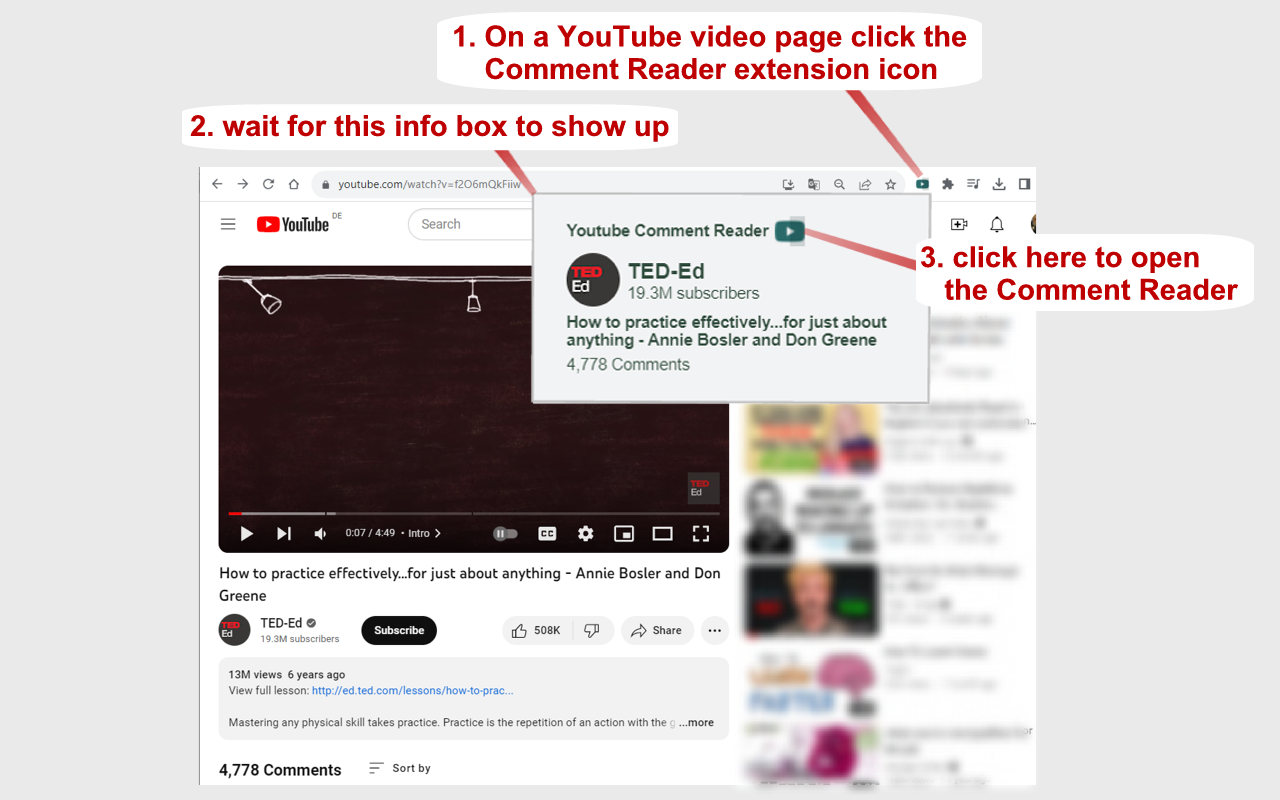 1. On a YouTube video page click the
Comment Reader extension icon
2. wait for this info box to show up
youtube.com/watch?v=f2O6mQkFiiw
YouTube DE
Search
Youtube Comment Reader
TED Ed
TED-Ed
19.3M subscribers
How to practice effectively...for just about
anything - Annie Bosler and Don Greene
4,778 Comments
3. click here to open
the Comment Reader
TED Ed
0:07 / 4:49 • Intro
CC
How to practice effectively...for just about anything - Annie Bosler and Don
Greene
TED Ed
TED-Ed
19.3M subscribers
Subscribe
508K
Share
13M views 6 years ago
View full lesson: http://ed.ted.com/lessons/how-to-prac...
Mastering any physical skill takes practice. Practice is the repetition of an action with the g ...more
4,778 Comments
Sort by